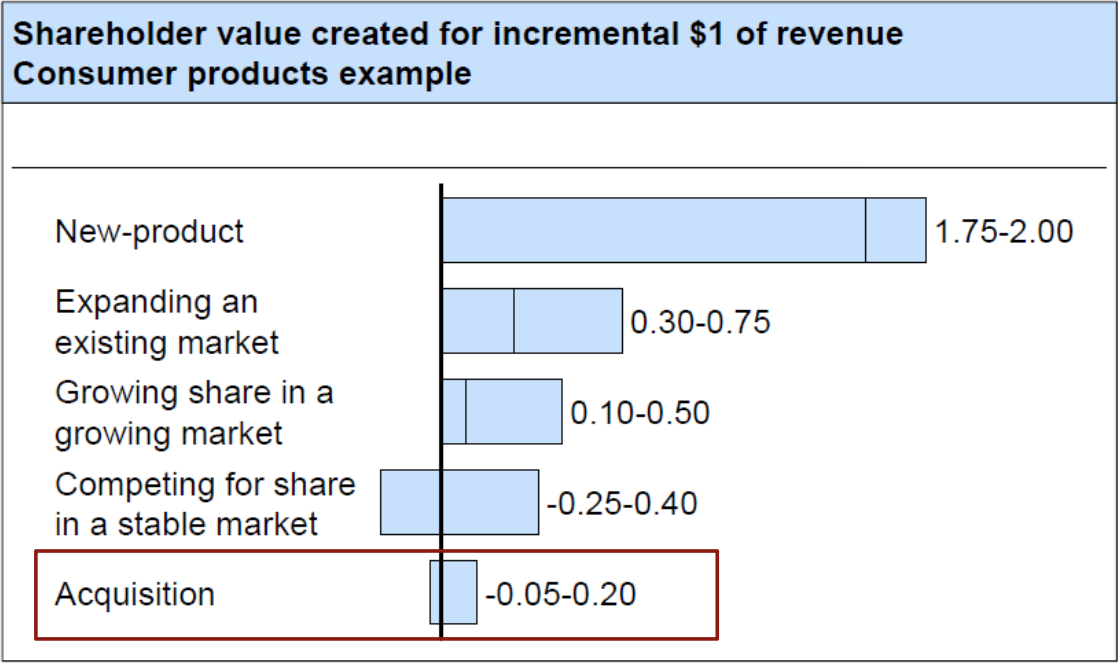 Shareholder value created for incremental $1 of revenue
Consumer products example
New-product
1.75-2.00
Expanding an
existing market
0.30-0.75
Growing share in a
growing market
0.10-0.50
Competing for share
in a stable market
-0.25-0.40
Acquisition
-0.05-0.20